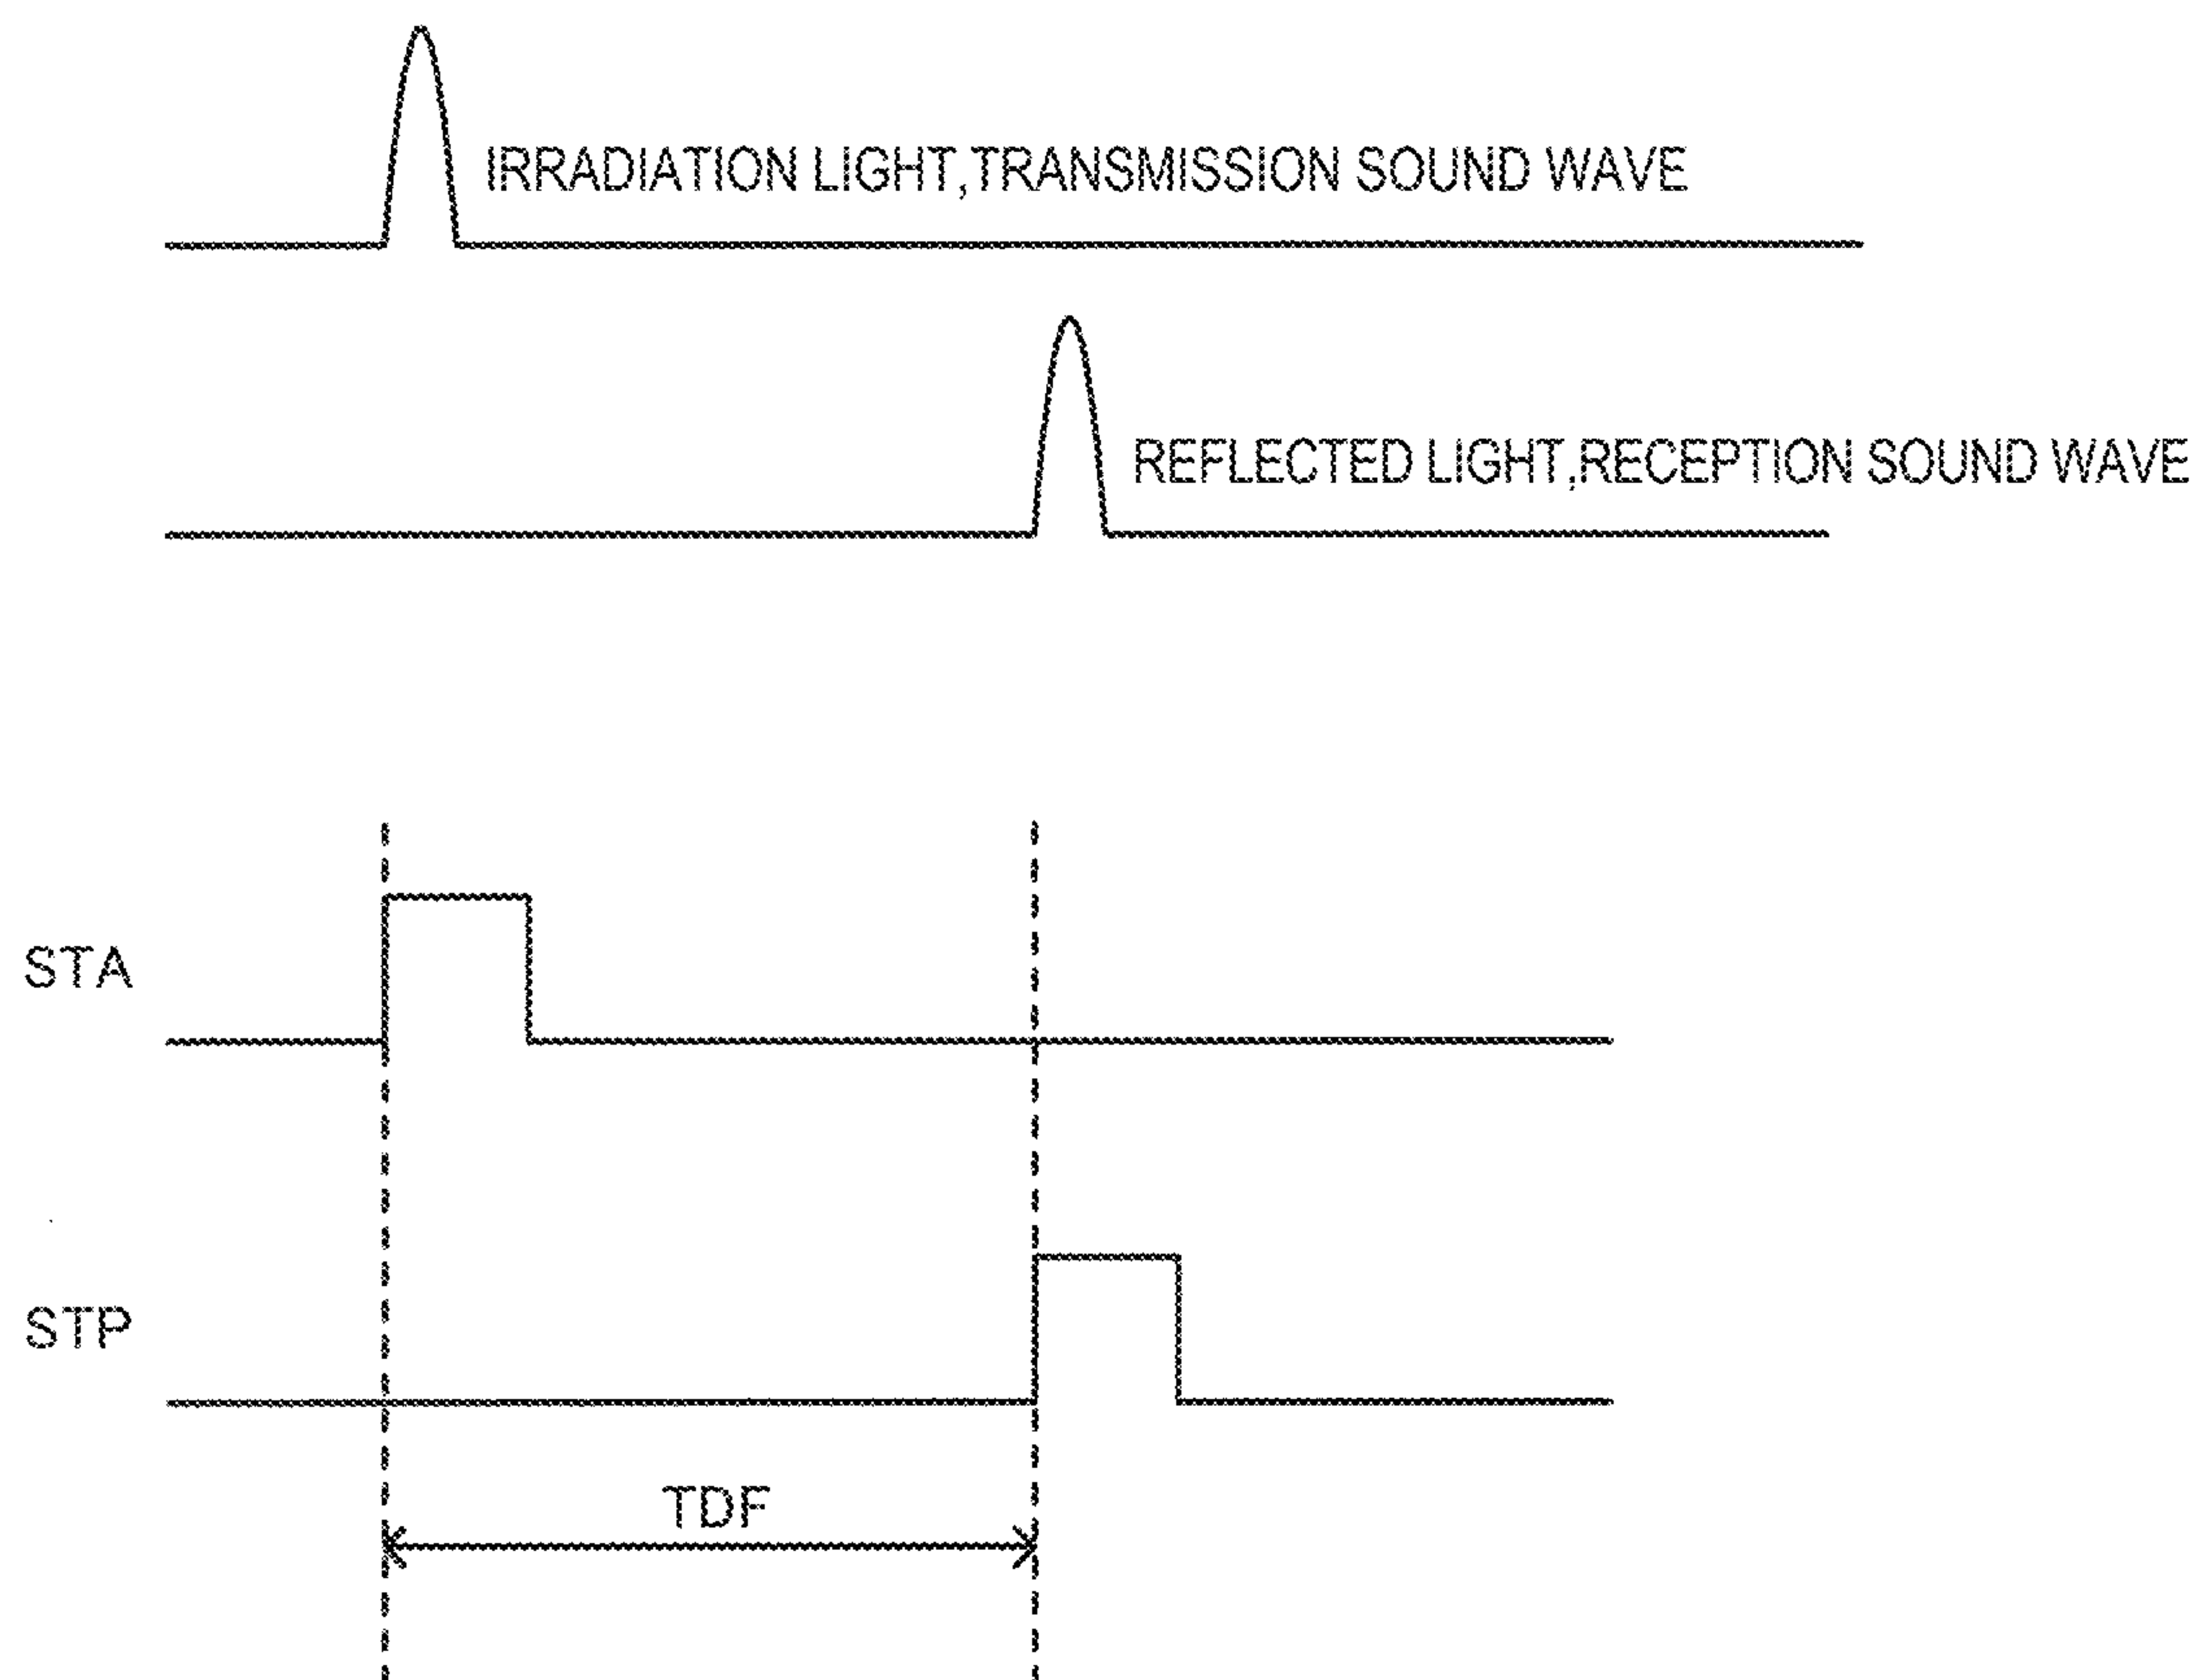 IRRADIATION LIGHT,TRANSMISSION SOUND WAVE
REFLECTED LIGHT,RECEPTION SOUND WAVE
STA
STP
TDF